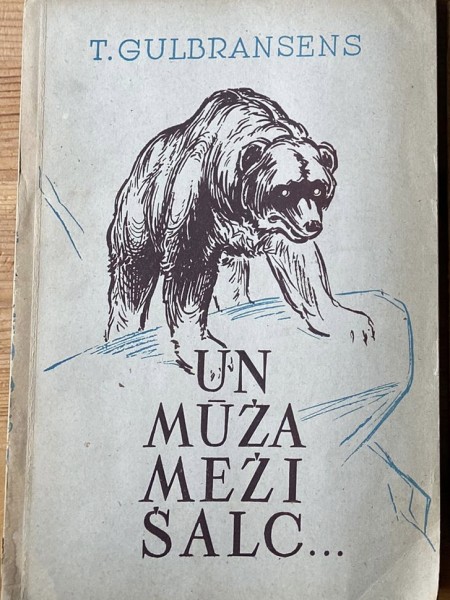 T. GULBRANSENS
UN
MŪŽA
MEŽI
ŠALC...